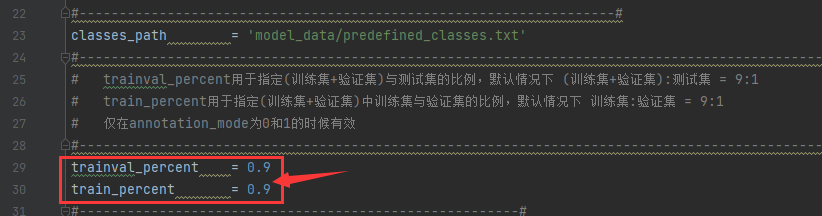 22 #-------------------------------------------------------------------#
23 classes_path = 'model_data/predefined_classes.txt'
24 #--------------------------------------------------------------------------------------------
25 # trainval_percent用于指定(训练集+验证集)与测试集的比例，默认情况下 (训练集+验证集):测试集 = 9:1
26 # train_percent用于指定(训练集+验证集)中训练集与验证集的比例，默认情况下 训练集:验证集 = 9:1
27 # 仅在annotation_mode为0和1的时候有效
28 #--------------------------------------------------------------------------------------------
29 trainval_percent = 0.9
30 train_percent = 0.9
31 #-------------------------------------------------------#